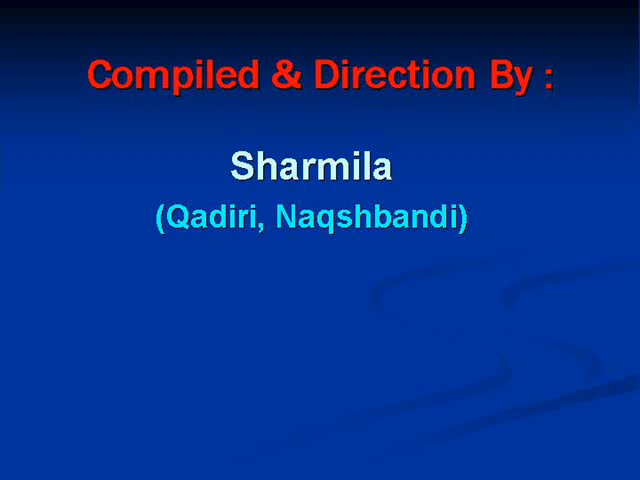 Compiled & Direction By :
Sharmila
(Qadiri, Naqshbandi)